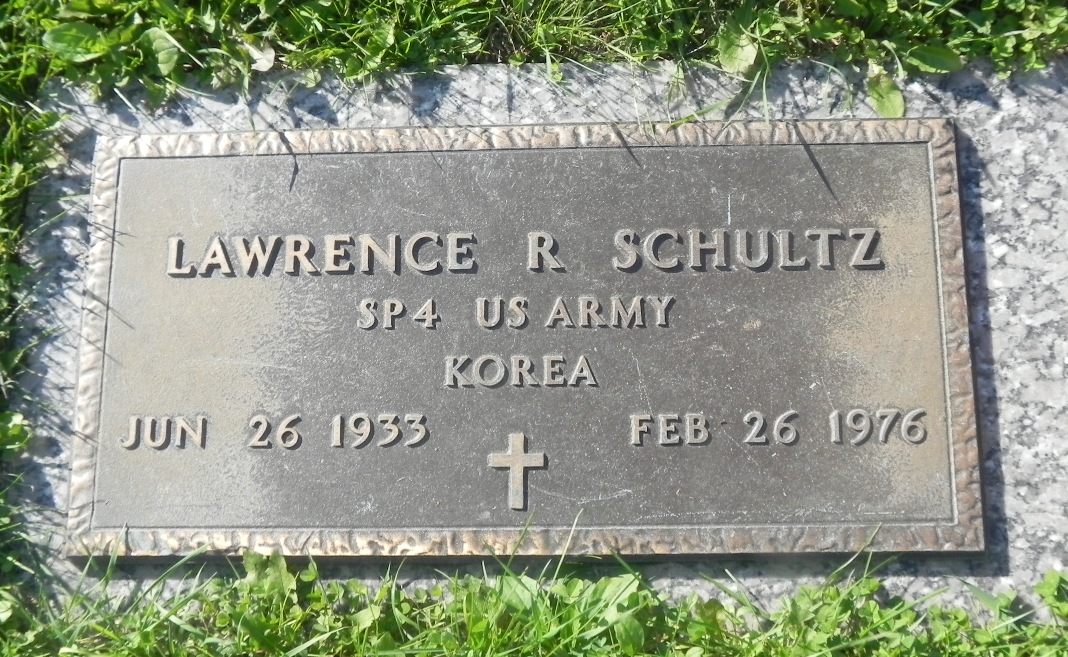 LAWRENCE R SCHULTZ
SP4 US ARMY
KOREA
JUN 26 1933 FEB 26 1976